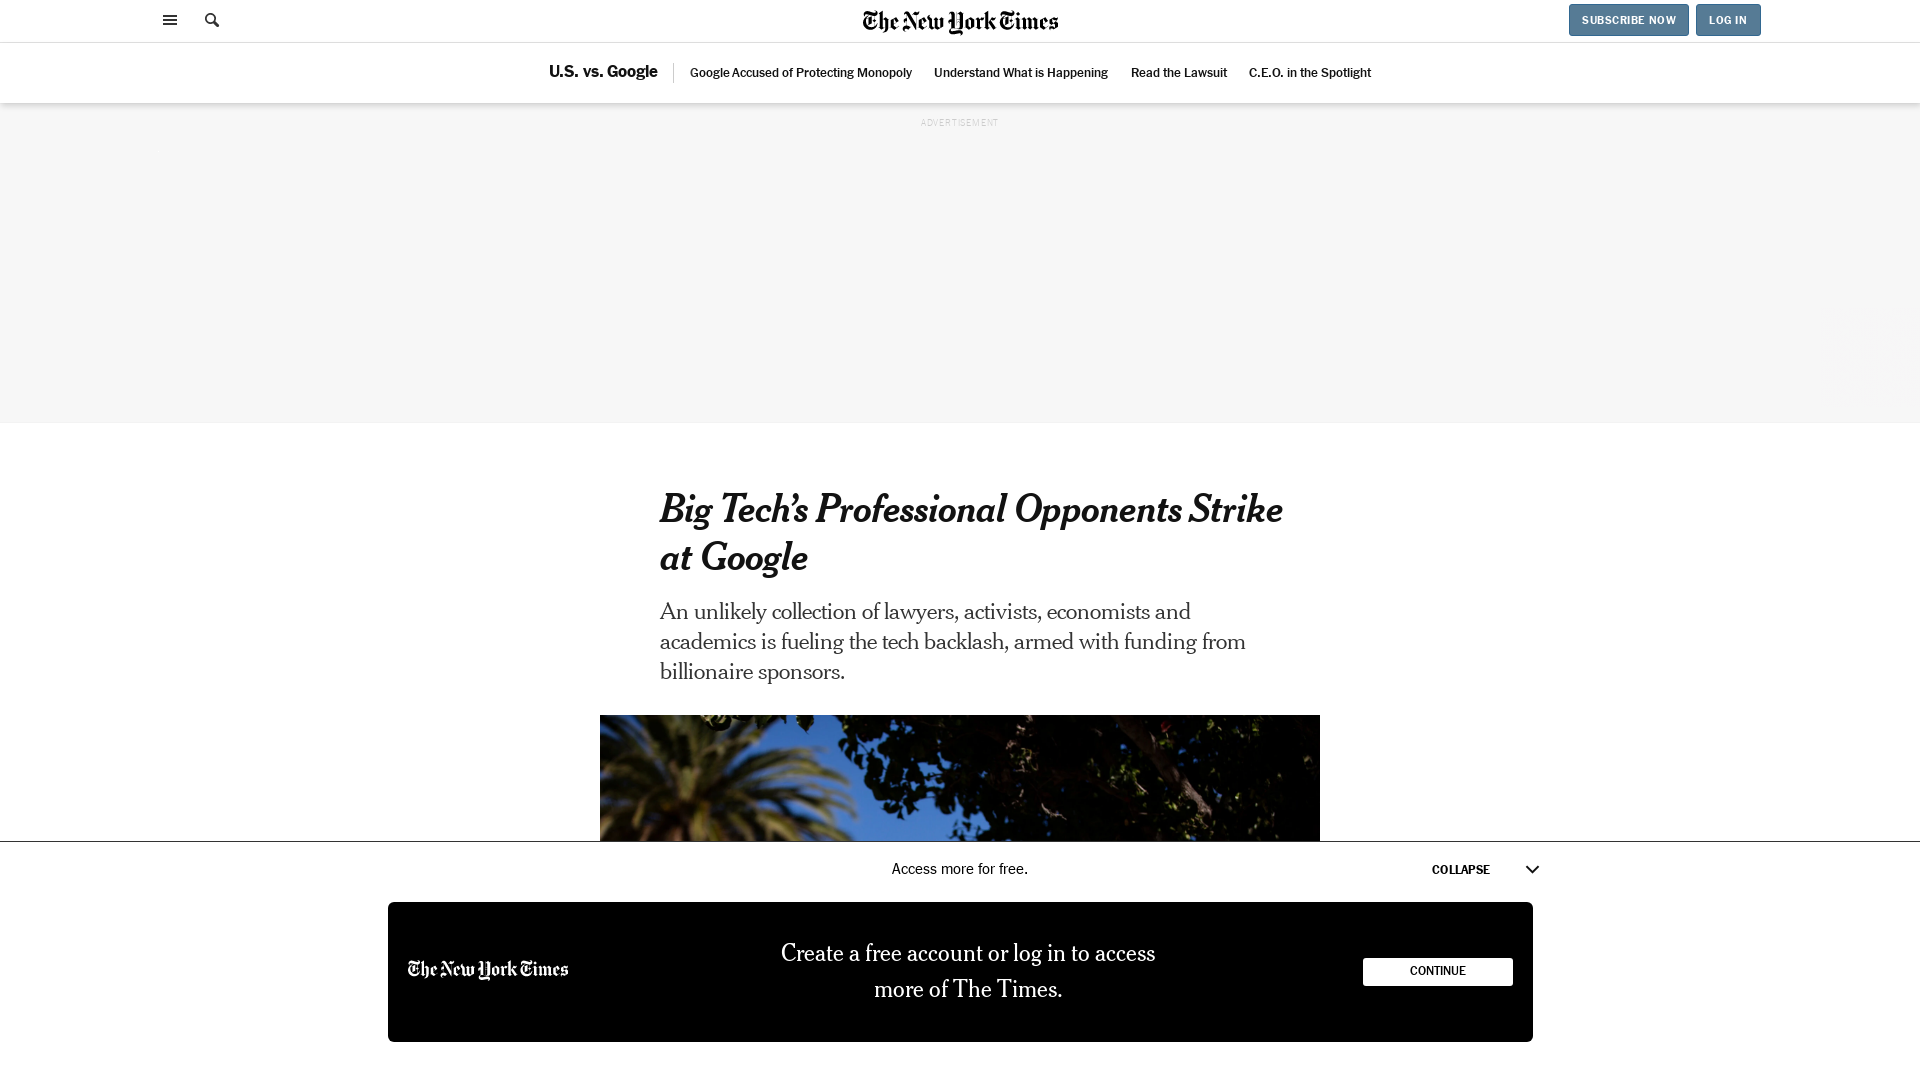 The New York Times
SUBSCRIBE NOW
LOG IN
U.S. vs. Google
Google Accused of Protecting Monopoly
Understand What is Happening
Read the Lawsuit
C.E.O. in the Spotlight
ADVERTISEMENT
Big Tech’s Professional Opponents Strike
at Google
An unlikely collection of lawyers, activists, economists and
academics is fueling the tech backlash, armed with funding from
billionaire sponsors.
Access more for free.
COLLAPSE
The New York Times
Create a free account or log in to access
more of The Times.
CONTINUE